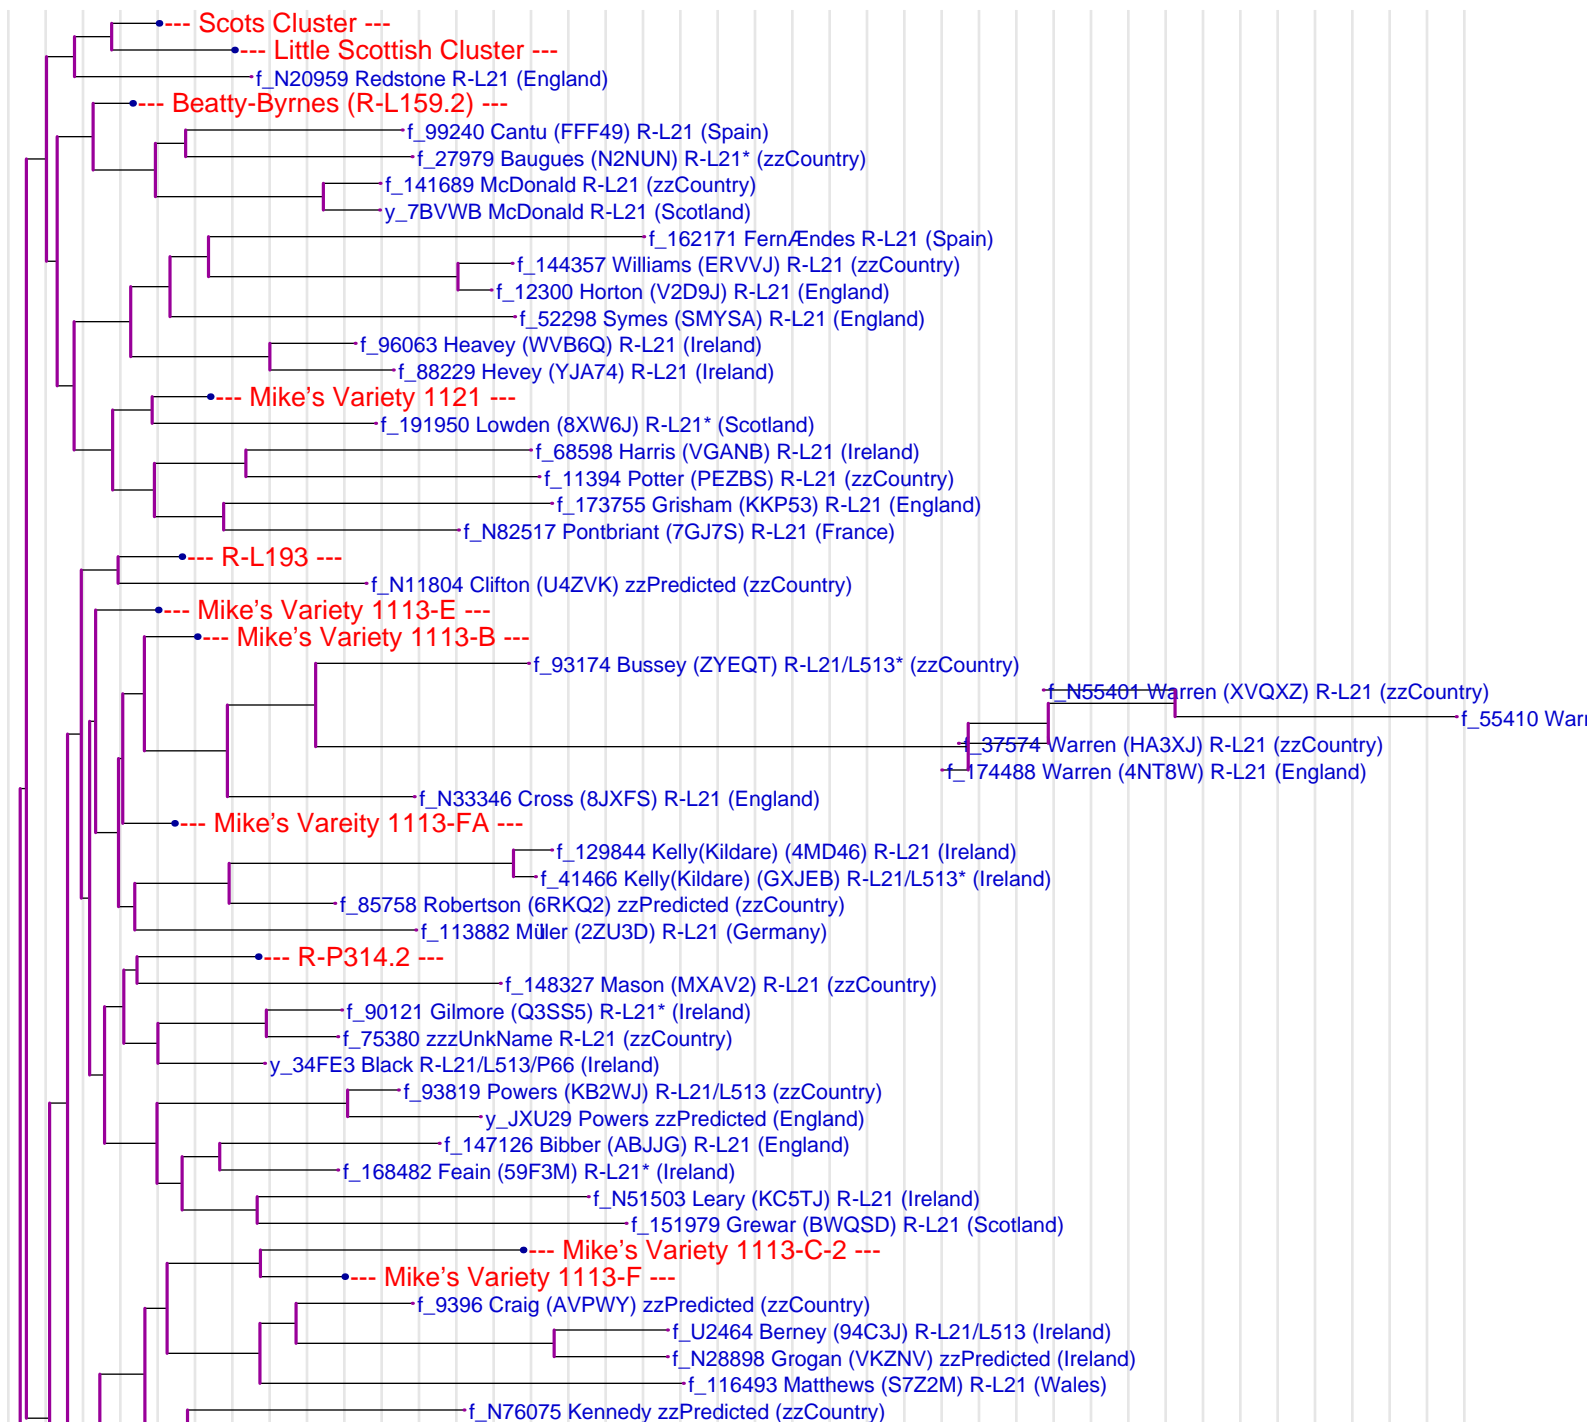 --- Scots Cluster ---
--- Little Scottish Cluster ---
f_N20959 Redstone R-L21 (England)
--- Beatty-Byrnes (R-L159.2) ---
f_99240 Cantu (FFF49) R-L21 (Spain)
f_27979 Baugues (N2NUN) R-L21* (zzCountry)
f_141689 McDonald R-L21 (zzCountry)
y_7BVWB McDonald R-L21 (Scotland)
f_162171 FernÆndes R-L21 (Spain)
f_144357 Williams (ERVVJ) R-L21 (zzCountry)
f_12300 Horton (V2D9J) R-L21 (England)
f_52298 Symes (SMYSA) R-L21 (England)
f_96063 Heavey (WVB6Q) R-L21 (Ireland)
f_88229 Hevey (YJA74) R-L21 (Ireland)
--- Mike's Variety 1121 ---
f_191950 Lowden (8XW6J) R-L21* (Scotland)
f_68598 Harris (VGANB) R-L21 (Ireland)
f_11394 Potter (PEZBS) R-L21 (zzCountry)
f_173755 Grisham (KKP53) R-L21 (England)
f_N82517 Pontbriant (7GJ7S) R-L21 (France)
--- R-L193 ---
f_N11804 Clifton (U4ZVK) zzPredicted (zzCountry)
--- Mike's Variety 1113-E ---
--- Mike's Variety 1113-B ---
f_93174 Bussey (ZYEQT) R-L21/L513* (zzCountry)
f_N55401 Warren (XVQXZ) R-L21 (zzCountry)
f_55410 Warr
f_37574 Warren (HA3XJ) R-L21 (zzCountry)
f_174488 Warren (4NT8W) R-L21 (England)
f_N33346 Cross (8JXFS) R-L21 (England)
--- Mike's Vareity 1113-FA ---
f_129844 Kelly(Kildare) (4MD46) R-L21 (Ireland)
f_41466 Kelly(Kildare) (GXJEB) R-L21/L513* (Ireland)
f_85758 Robertson (6RKQ2) zzPredicted (zzCountry)
f_113882 Müller (2ZU3D) R-L21 (Germany)
--- R-P314.2 ---
f_148327 Mason (MXAV2) R-L21 (zzCountry)
f_90121 Gilmore (Q3SS5) R-L21* (Ireland)
f_75380 zzzUnkName R-L21 (zzCountry)
y_34FE3 Black R-L21/L513/P66 (Ireland)
f_93819 Powers (KB2WJ) R-L21/L513 (zzCountry)
y_JXU29 Powers zzPredicted (England)
f_147126 Bibber (ABJJG) R-L21 (England)
f_168482 Feain (59F3M) R-L21* (Ireland)
f_N51503 Leary (KC5TJ) R-L21 (Ireland)
f_151979 Grewar (BWQSD) R-L21 (Scotland)
--- Mike's Variety 1113-C-2 ---
--- Mike's Variety 1113-F ---
f_9396 Craig (AVPWY) zzPredicted (zzCountry)
f_U2464 Berney (94C3J) R-L21/L513 (Ireland)
f_N28898 Grogan (VKZNV) zzPredicted (Ireland)
f_116493 Matthews (S7Z2M) R-L21 (Wales)
f_N76075 Kennedy zzPredicted (zzCountry)